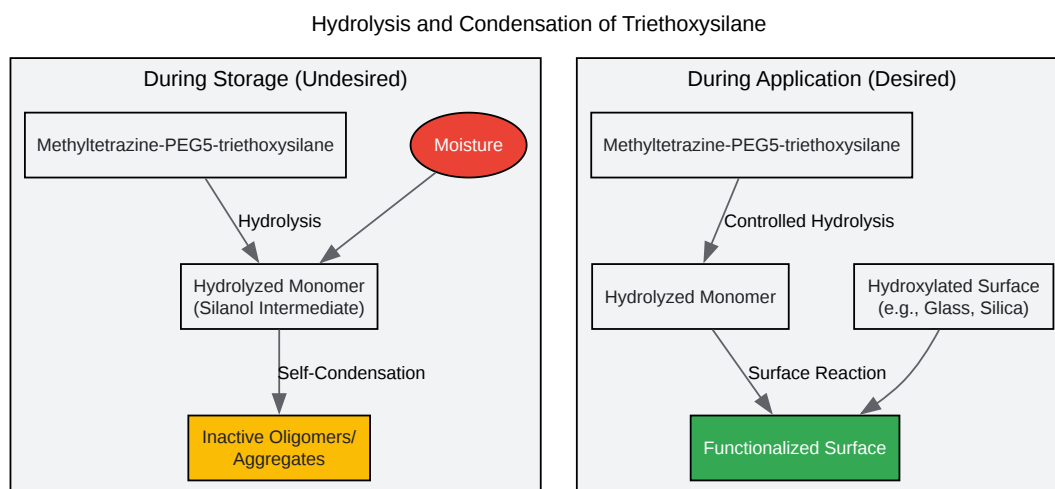 Hydrolysis and Condensation of Triethoxysilane
During Storage (Undesired)
Methyltetrazine-PEG5-triethoxysilane
Moisture
Hydrolysis
Hydrolyzed Monomer
(Silanol Intermediate)
Self-Condensation
Inactive Oligomers/
Aggregates
During Application (Desired)
Methyltetrazine-PEG5-triethoxysilane
Controlled Hydrolysis
Hydrolyzed Monomer
Hydroxylated Surface
(e.g., Glass, Silica)
Surface Reaction
Functionalized Surface